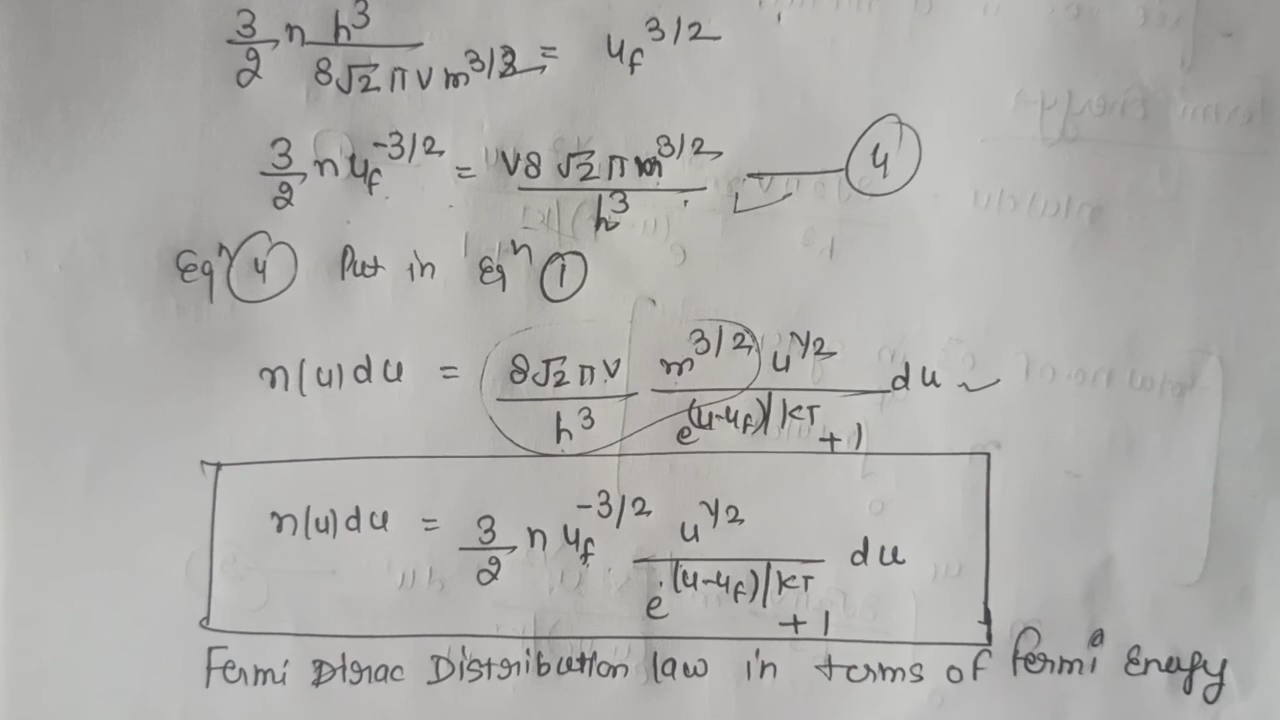 3/2 n h³/(8√2 π V m^3/2) = u_f^3/2
3/2 n u_f^-3/2 = V8√2 π m^3/2 / h³ — (4)
Eqⁿ (4) Put in Eqⁿ (1)
n(u)du = 8√2 π V / h³ m^3/2 u^1/2 / (e^(u-u_f)/KT + 1) du
n(u)du = 3/2 n u_f^-3/2 u^1/2 / (e^(u-u_f)/KT + 1) du
Fermi Dirac Distribution law in terms of Fermi Energy